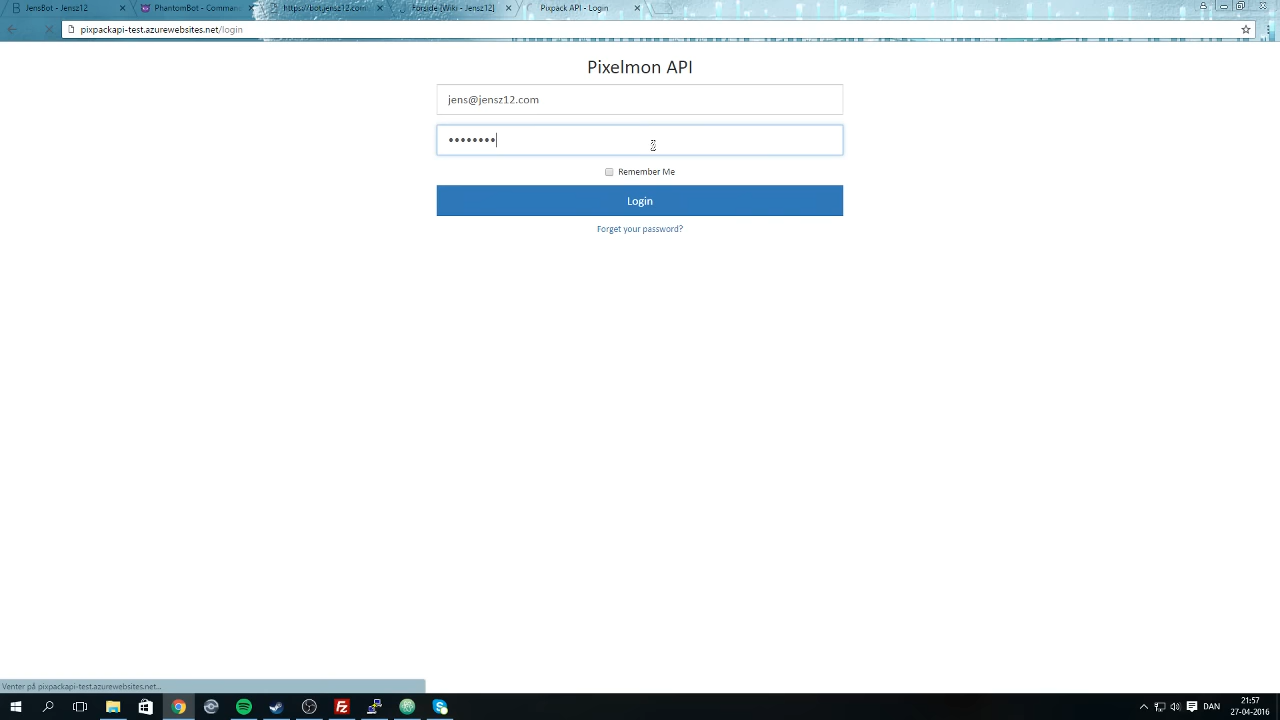 JensBot - Jensz12
PhantomBot - Comman
https://bot.jensz12.com
Forside [Wiki - Jensz12]
Pixpack API - Login
pixpackapi-test.azurewebsites.net/login
Pixelmon API
jens@jensz12.com
••••••••
Remember Me
Login
Forget your password?
Venter på pixpackapi-test.azurewebsites.net...
DAN
21:57
27-04-2016